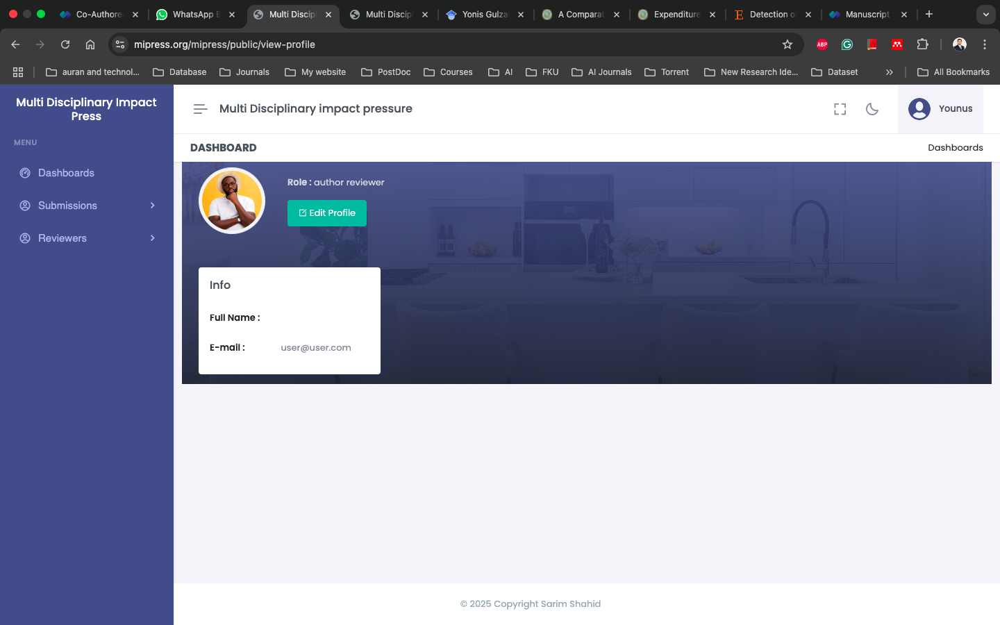 Co-Authore
WhatsApp B
Multi Discipl
Multi Discipl
Yonis Gulza
A Comparat
Expenditure
Detection o
Manuscript
mipress.org/mipress/public/view-profile
ABP
auran and technol...
Database
Journals
My website
PostDoc
Courses
AI
FKU
AI Journals
Torrent
New Research Ide...
Dataset
All Bookmarks
Multi Disciplinary Impact
Press
MENU
Dashboards
Submissions
Reviewers
Multi Disciplinary impact pressure
Younus
DASHBOARD
Dashboards
Role : author reviewer
Edit Profile
Info
Full Name :
E-mail : user@user.com
© 2025 Copyright Sarim Shahid